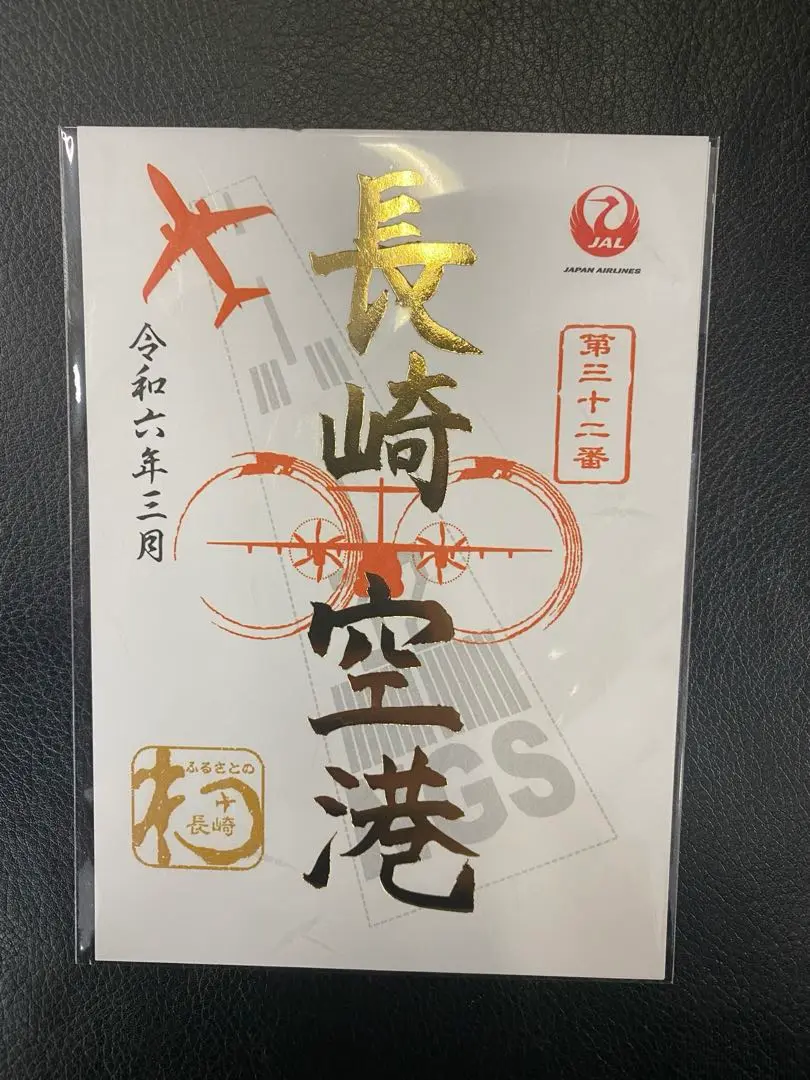 長崎空港
JAL
JAPAN AIRLINES
第三十二番
令和六年三月
ふるさとの
長崎
NGS